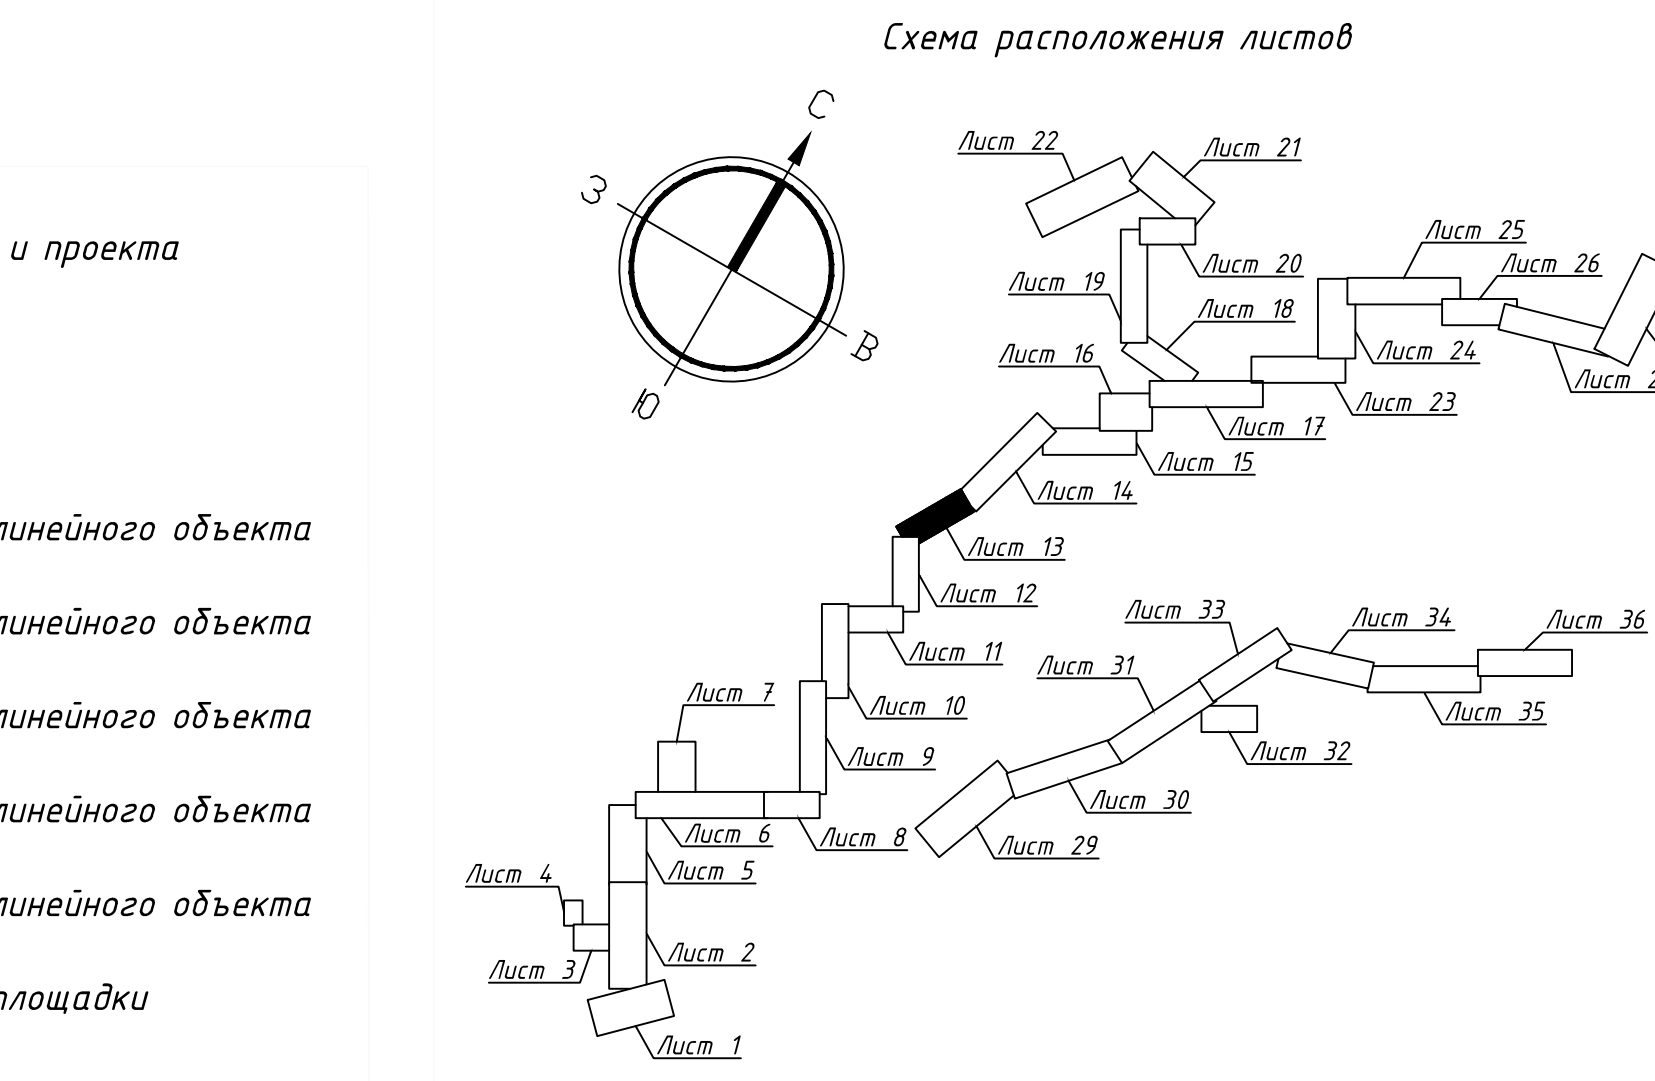 Схема расположения листов
С
З
В
Ю
и проекта
линейного объекта
линейного объекта
линейного объекта
линейного объекта
линейного объекта
площадки
Лист 22
Лист 21
Лист 20
Лист 19
Лист 18
Лист 16
Лист 25
Лист 26
Лист 24
Лист 2
Лист 23
Лист 17
Лист 15
Лист 14
Лист 13
Лист 12
Лист 11
Лист 10
Лист 7
Лист 9
Лист 6
Лист 8
Лист 5
Лист 4
Лист 2
Лист 3
Лист 1
Лист 33
Лист 34
Лист 36
Лист 31
Лист 35
Лист 32
Лист 30
Лист 29